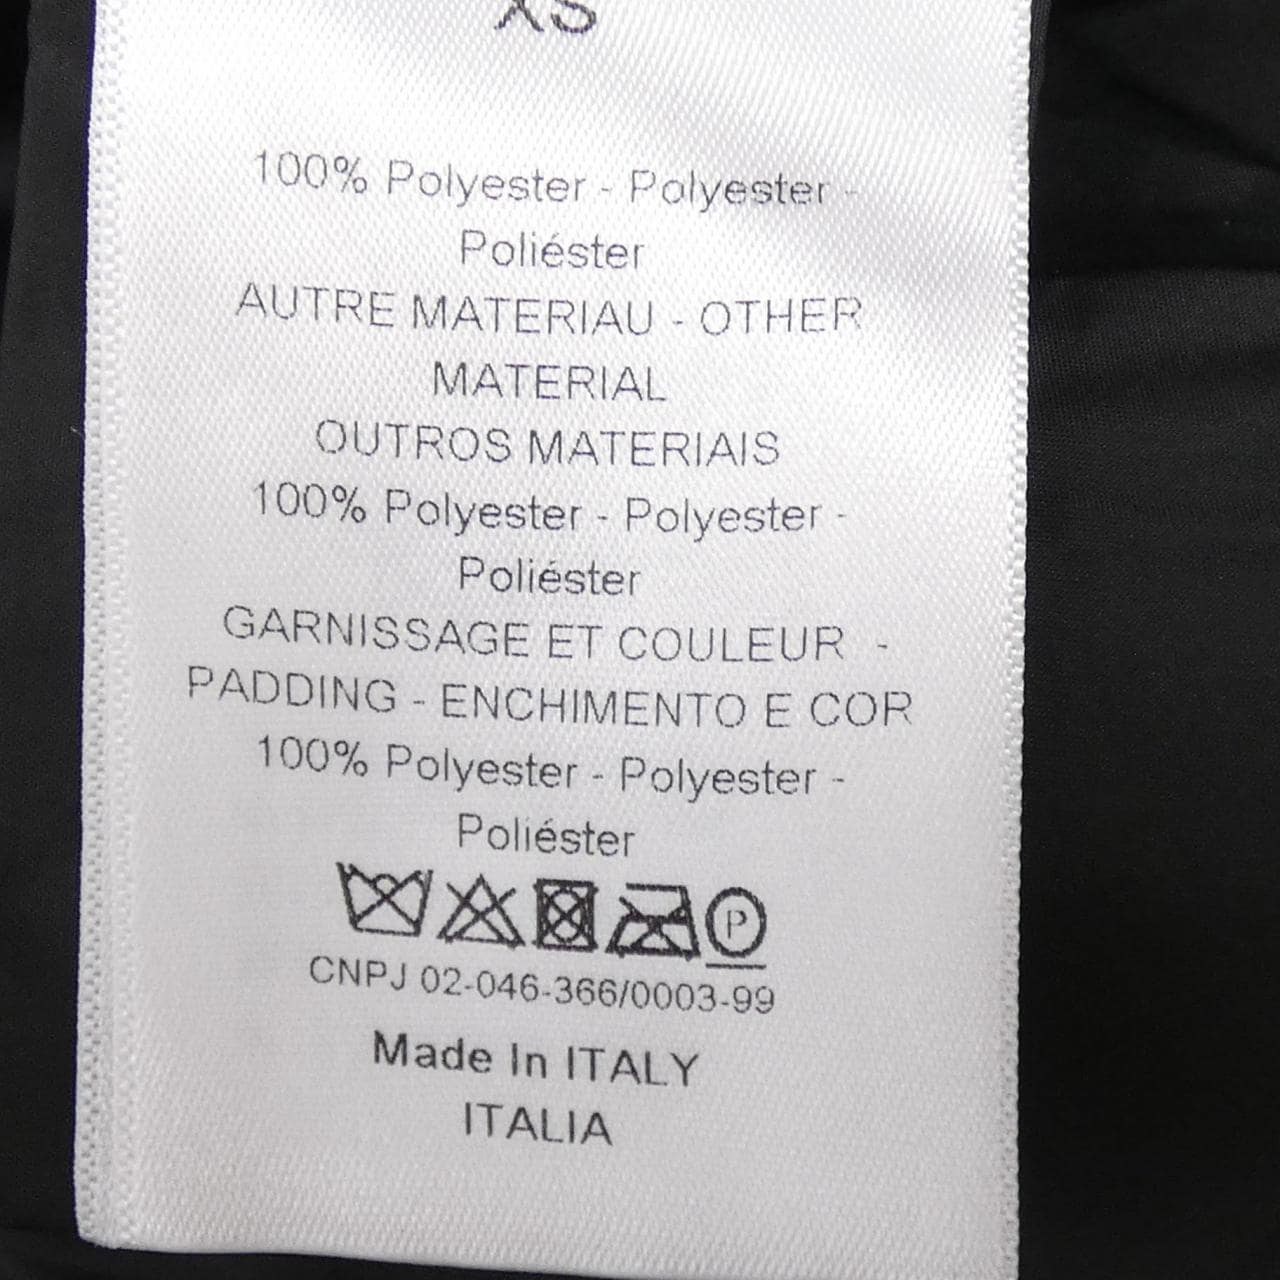 XS
100% Polyester - Polyester -
Poliéster
AUTRE MATERIAU - OTHER
MATERIAL
OUTROS MATERIAIS
100% Polyester - Polyester -
Poliéster
GARNISSAGE ET COULEUR -
PADDING - ENCHIMENTO E COR
100% Polyester - Polyester -
Poliéster
P
CNPJ 02-046-366/0003-99
Made In ITALY
ITALIA